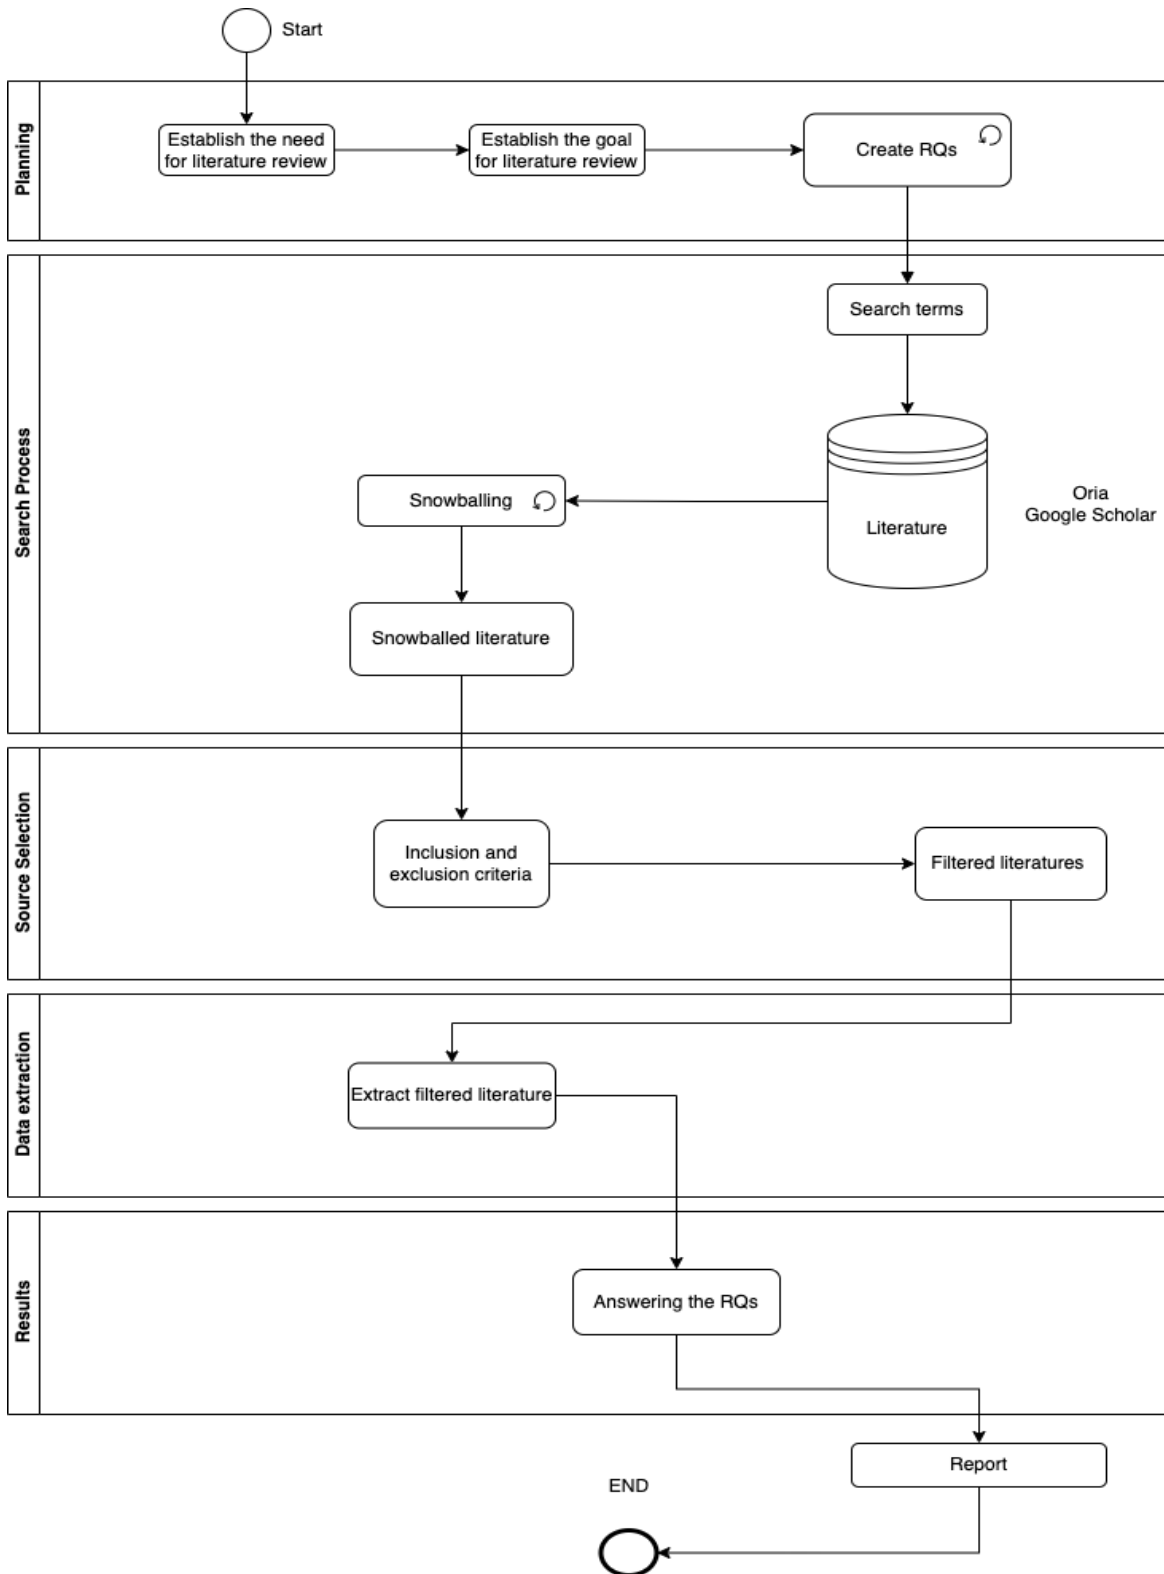 Start
Planning
Establish the need
for literature review
Establish the goal
for literature review
Create RQs
Search Process
Search terms
Literature
Oria
Google Scholar
Snowballing
Snowballed literature
Source Selection
Inclusion and
exclusion criteria
Filtered literatures
Data extraction
Extract filtered literature
Results
Answering the RQs
Report
END